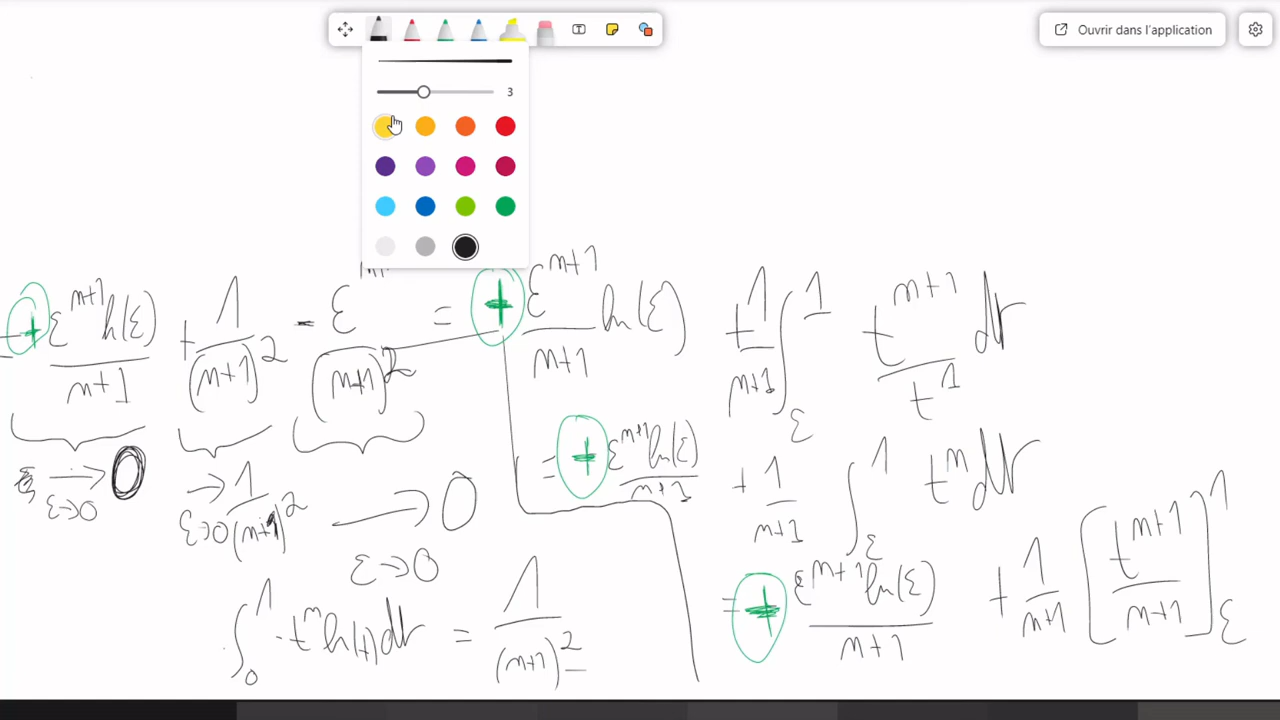 Ouvrir dans l'application
3
= + ε^{n+1} ln(ε) / n+1 + 1/(n+1)^2 - ε^{n+1}/(n+1)^2 = + ε^{n+1}/n+1 ln(ε) + 1/n+1 ∫_ε^1 t^{n+1}/t^1 dt
→ 0 ε→0
→ 1/(n+1)^2 ε→0
→ 0 ε→0
= + ε^{n+1} ln(ε) / n+1 + 1/n+1 ∫_ε^1 t^n dt
= + ε^{n+1} ln(ε) / n+1 + 1/n+1 [t^{n+1}/n+1]_ε^1
∫_0^1 -t^n ln(t) dt = 1/(n+1)^2